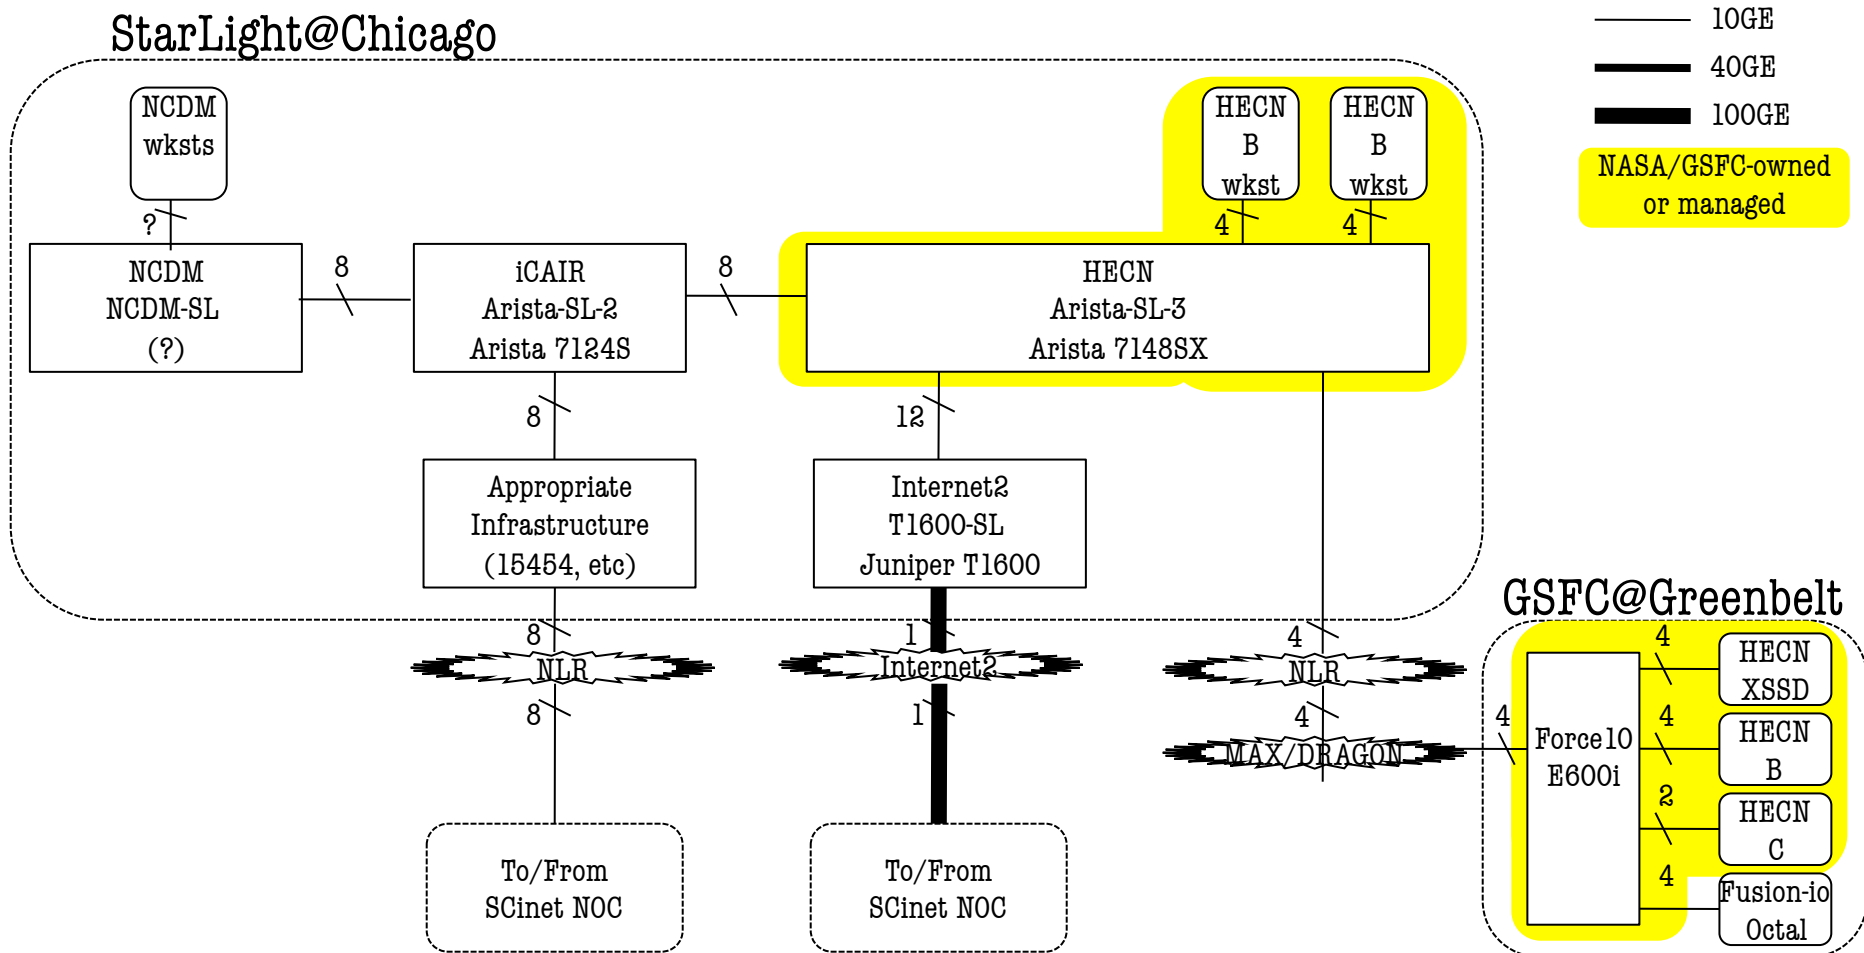 StarLight@Chicago
10GE
40GE
100GE
NASA/GSFC-owned
or managed
NCDM
wksts
?
HECN
B
wkst
4
HECN
B
wkst
4
NCDM
NCDM-SL
(?)
8
iCAIR
Arista-SL-2
Arista 7124S
8
HECN
Arista-SL-3
Arista 7148SX
8
12
Appropriate
Infrastructure
(15454, etc)
Internet2
T1600-SL
Juniper T1600
8
NLR
8
1
Internet2
1
4
NLR
4
MAX/DRAGON
To/From
SCinet NOC
To/From
SCinet NOC
GSFC@Greenbelt
4
Force10
E600i
4
HECN
XSSD
4
HECN
B
2
HECN
C
4
Fusion-io
Octal